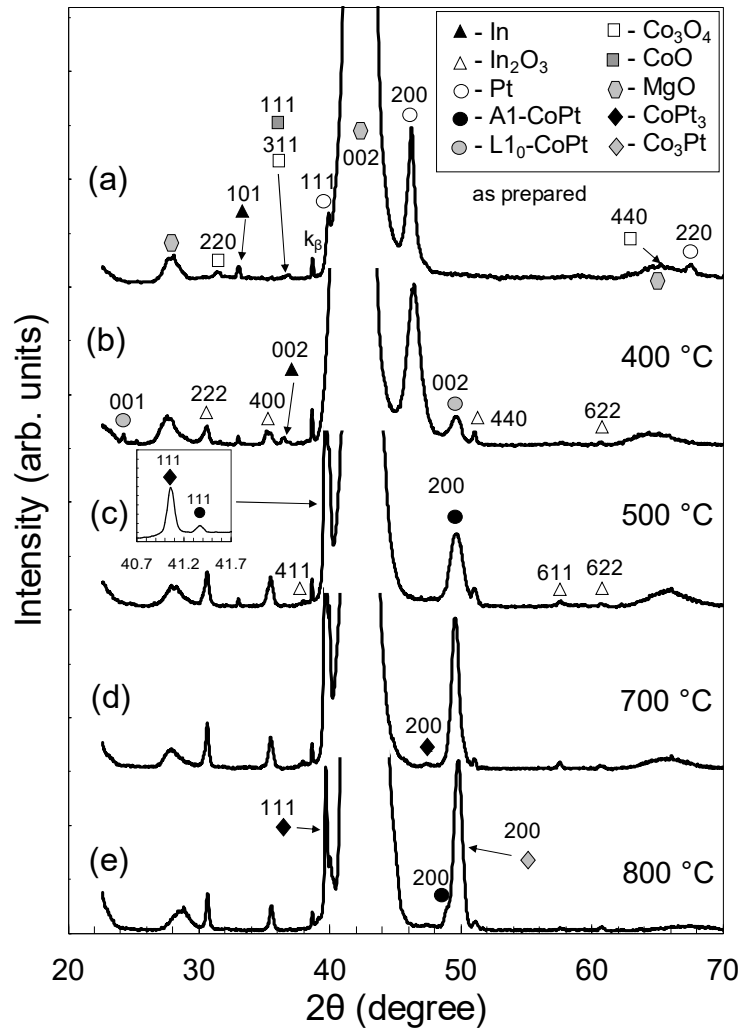 - In
- In₂O₃
- Pt
- A1-CoPt
- L1₀-CoPt
- Co₃O₄
- CoO
- MgO
- CoPt₃
- Co₃Pt
(a)
as prepared
220
101
111
311
kβ
111
002
200
440
220
(b)
400 °C
001
222
400
002
002
440
622
(c)
500 °C
111
111
40.7 41.2 41.7
411
200
611
622
(d)
700 °C
200
(e)
800 °C
111
200
200
Intensity (arb. units)
20 30 40 50 60 70
2θ (degree)